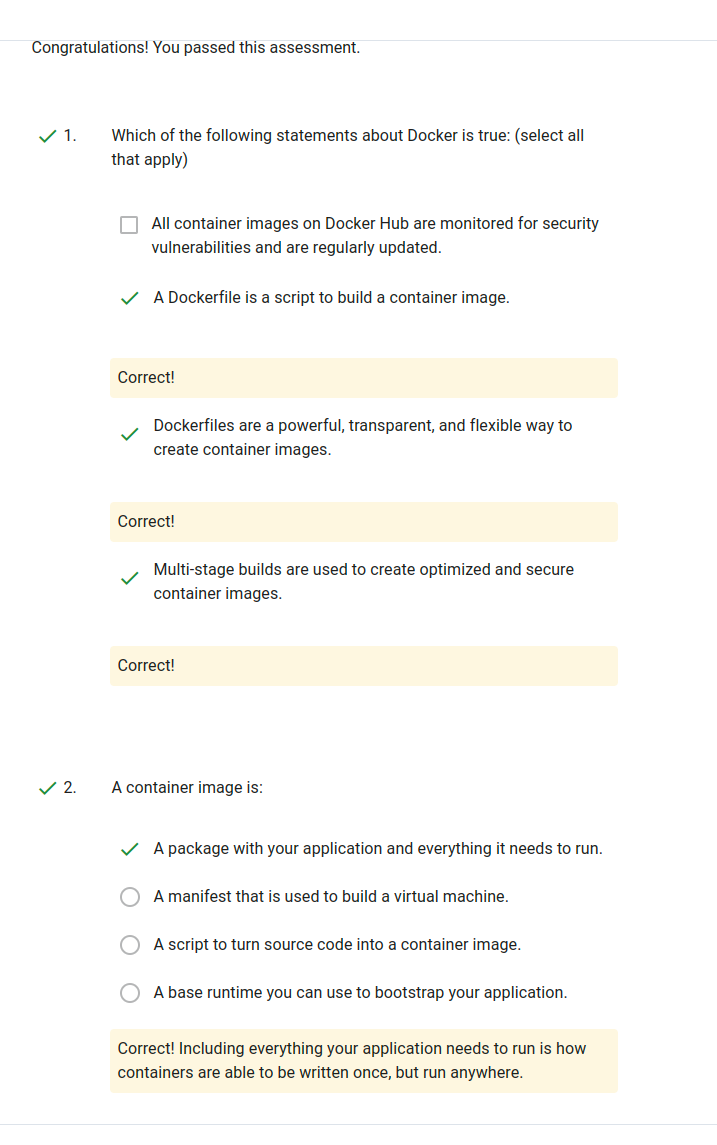 Congratulations! You passed this assessment.
1. Which of the following statements about Docker is true: (select all
that apply)
All container images on Docker Hub are monitored for security
vulnerabilities and are regularly updated.
A Dockerfile is a script to build a container image.
Correct!
Dockerfiles are a powerful, transparent, and flexible way to
create container images.
Correct!
Multi-stage builds are used to create optimized and secure
container images.
Correct!
2. A container image is:
A package with your application and everything it needs to run.
A manifest that is used to build a virtual machine.
A script to turn source code into a container image.
A base runtime you can use to bootstrap your application.
Correct! Including everything your application needs to run is how
containers are able to be written once, but run anywhere.